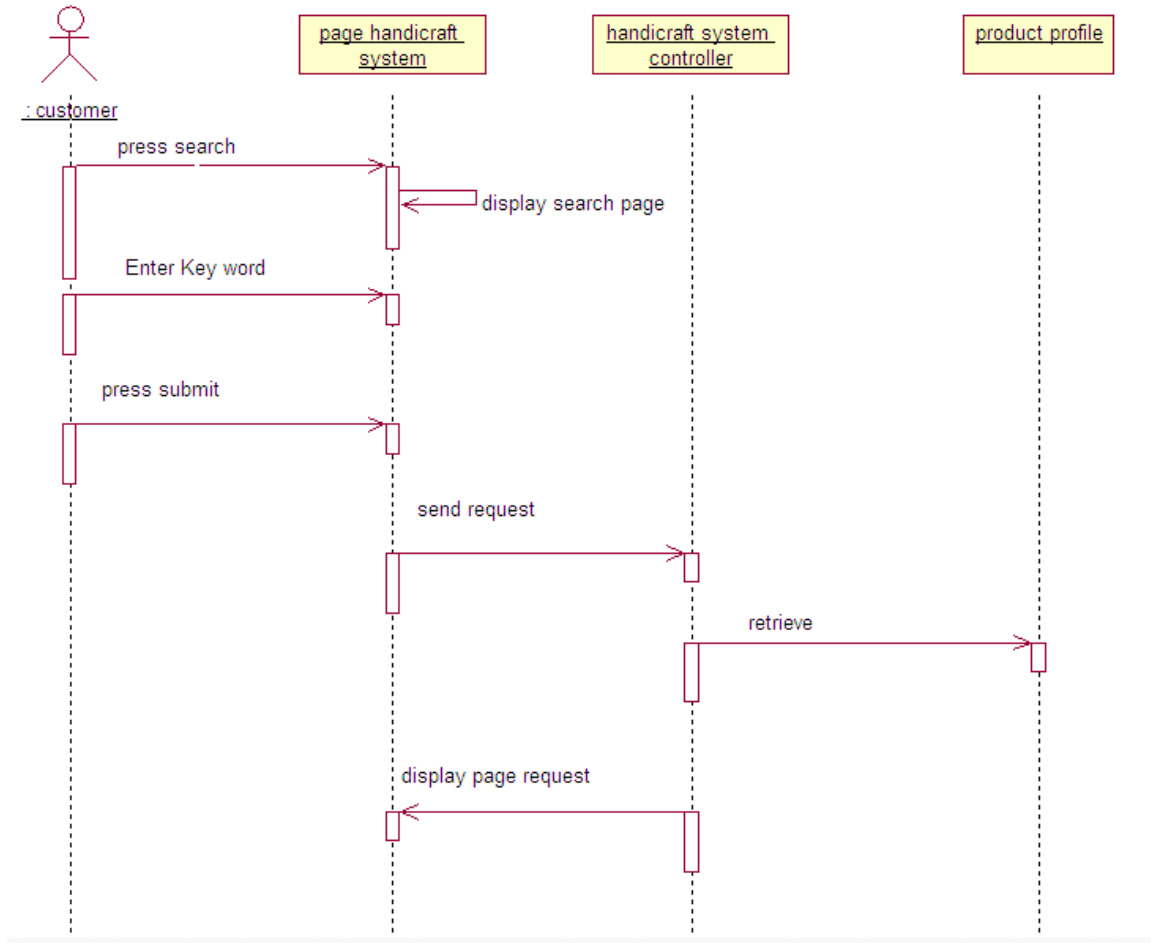 page handicraft
system
handicraft system
controller
product profile
: customer
press search
display search page
Enter Key word
press submit
send request
retrieve
display page request